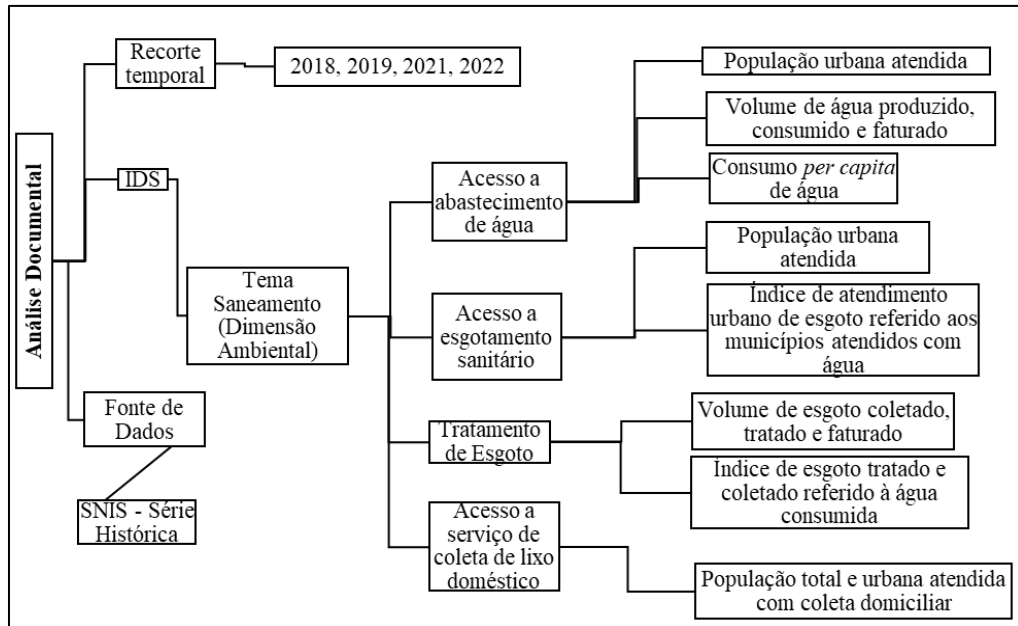 Análise Documental
Recorte
temporal
2018, 2019, 2021, 2022
IDS
Tema
Saneamento
(Dimensão
Ambiental)
Fonte de
Dados
SNIS - Série
Histórica
Acesso a
abastecimento
de água
População urbana atendida
Volume de água produzido,
consumido e faturado
Consumo per capita
de água
Acesso a
esgotamento
sanitário
População urbana
atendida
Índice de atendimento
urbano de esgoto referido aos
municípios atendidos com
água
Tratamento
de Esgoto
Volume de esgoto coletado,
tratado e faturado
Índice de esgoto tratado e
coletado referido à água
consumida
Acesso a
serviço de
coleta de lixo
doméstico
População total e urbana atendida
com coleta domiciliar